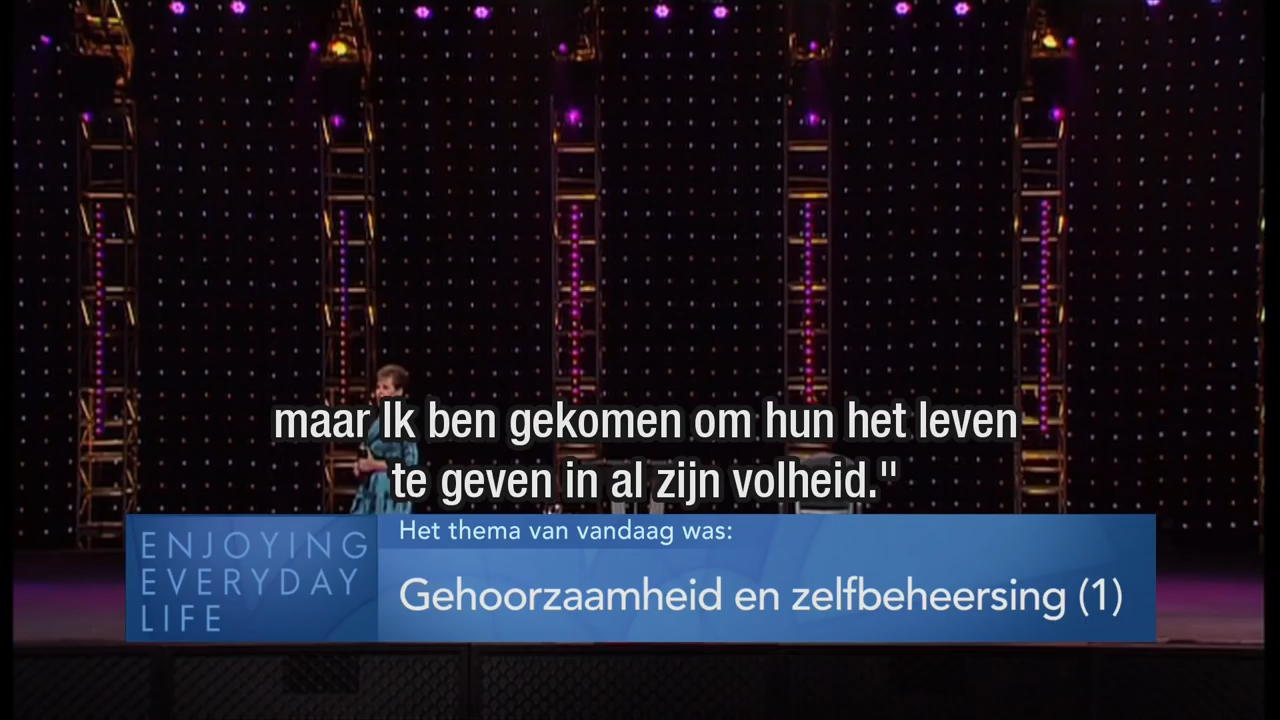 maar Ik ben gekomen om hun het leven
te geven in al zijn volheid."
Het thema van vandaag was:
ENJOYING
EVERYDAY
LIFE
Gehoorzaamheid en zelfbeheersing (1)